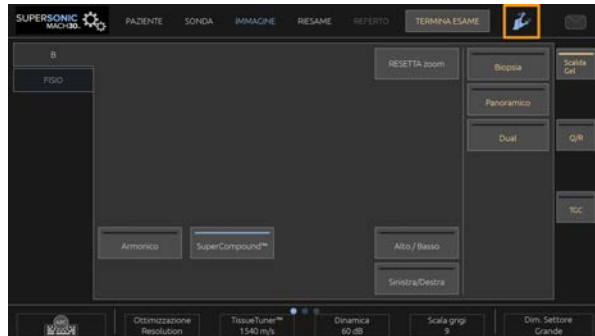 SUPERSONIC
MACH30
PAZIENTE SONDA IMMAGINE RIESAME REFERTO TERMINA ESAME
B
FISIO
RESETTA zoom
Biopsia
Scalda
Gel
Panoramico
Dual
Q/R
TGC
Armonico
SuperCompound™
Alto / Basso
Sinistra/Destra
Ottimizzazione
Resolution
TissueTuner™
1540 m/s
Dinamica
60 dB
Scala grigi
9
Dim. Settore
Grande